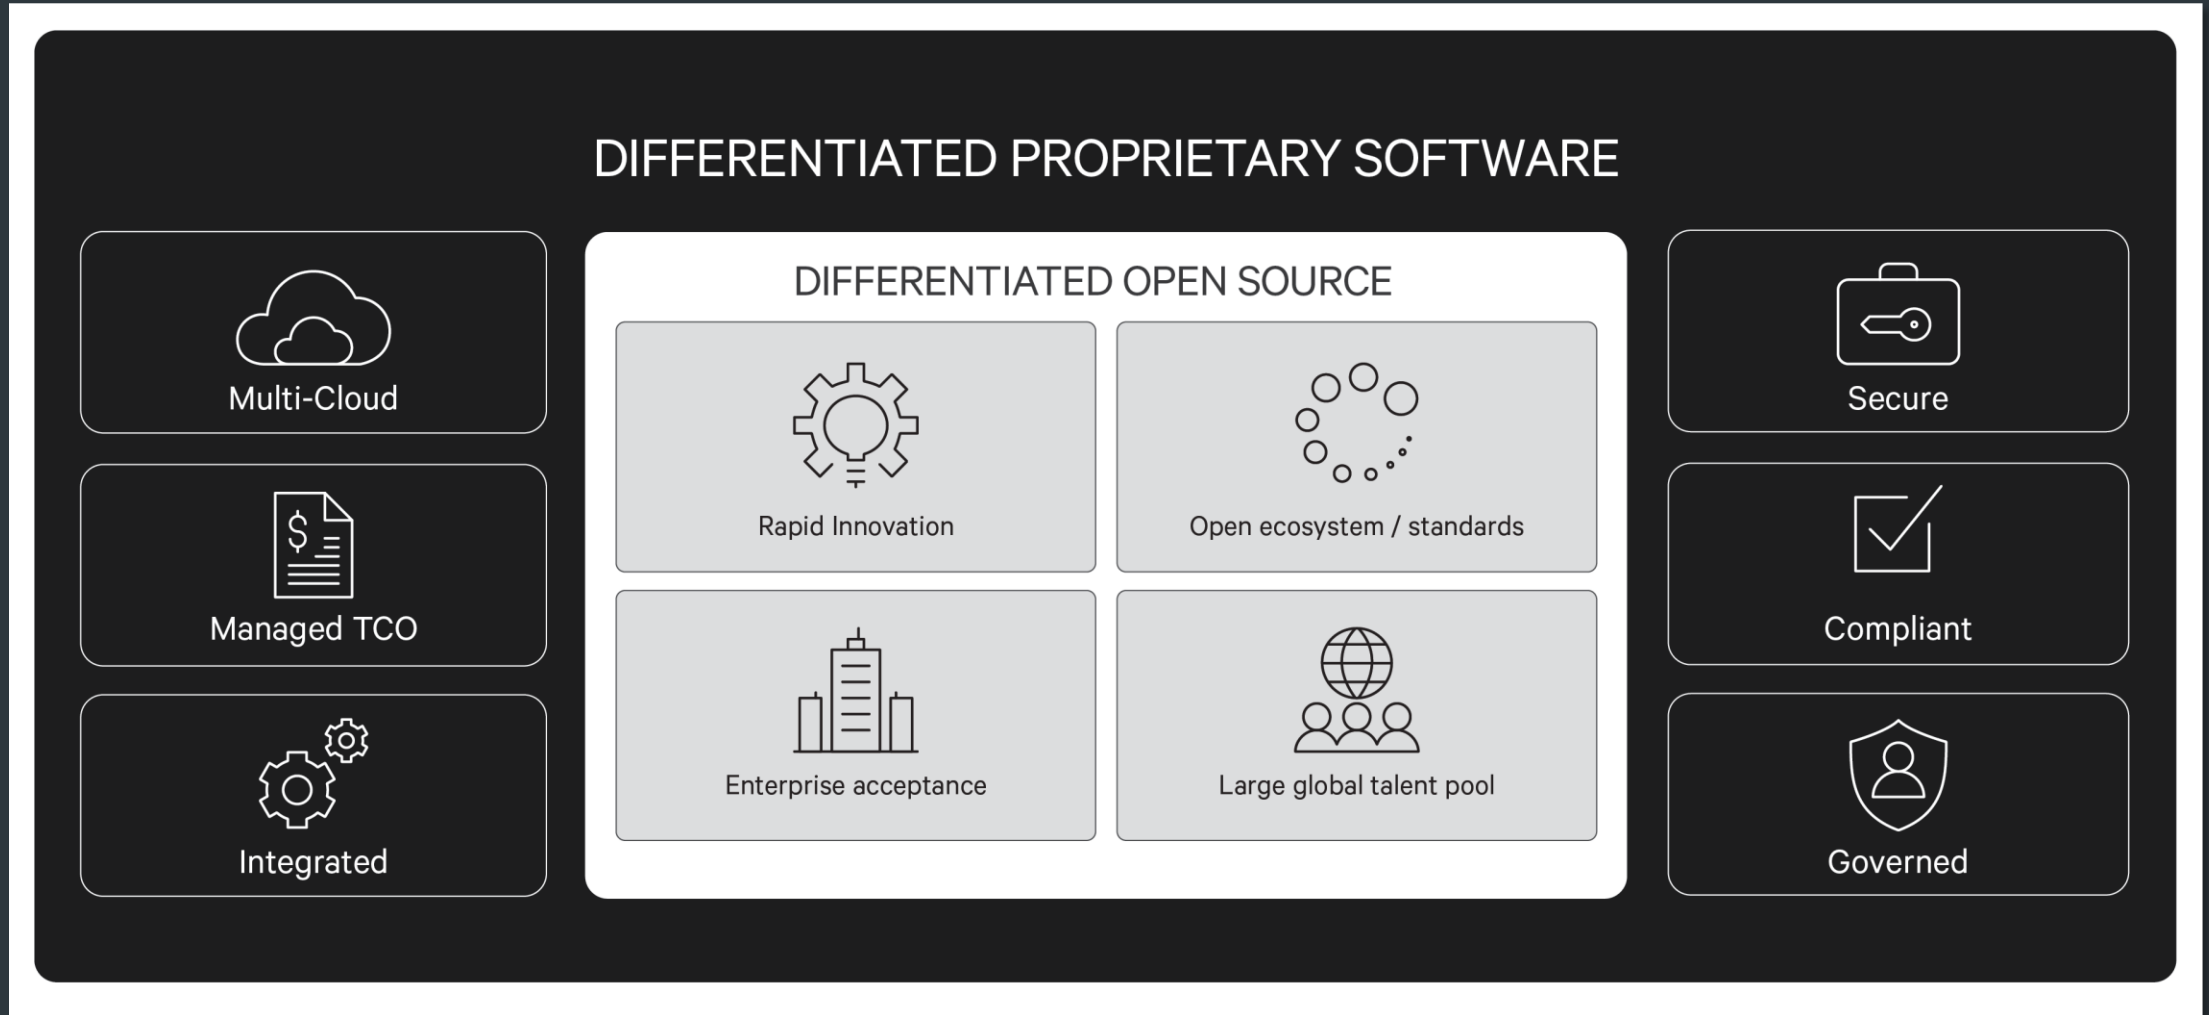 DIFFERENTIATED PROPRIETARY SOFTWARE
Multi-Cloud
$
Managed TCO
Integrated
DIFFERENTIATED OPEN SOURCE
Rapid Innovation
Open ecosystem / standards
Enterprise acceptance
Large global talent pool
Secure
Compliant
Governed